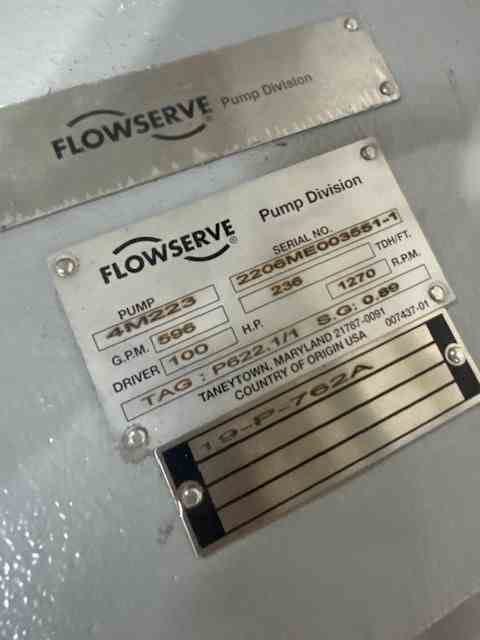 FLOWSERVE® Pump Division
FLOWSERVE® Pump Division
PUMP 4M223 SERIAL NO. 2206ME003551-1
G.P.M. 596 236 TDH/FT.
DRIVER 100 H.P. 1270 R.P.M.
TAG : P622.1/1 S.G: 0.89
TANEYTOWN, MARYLAND 21787-0091
COUNTRY OF ORIGIN USA 007437-01
19-P-762A